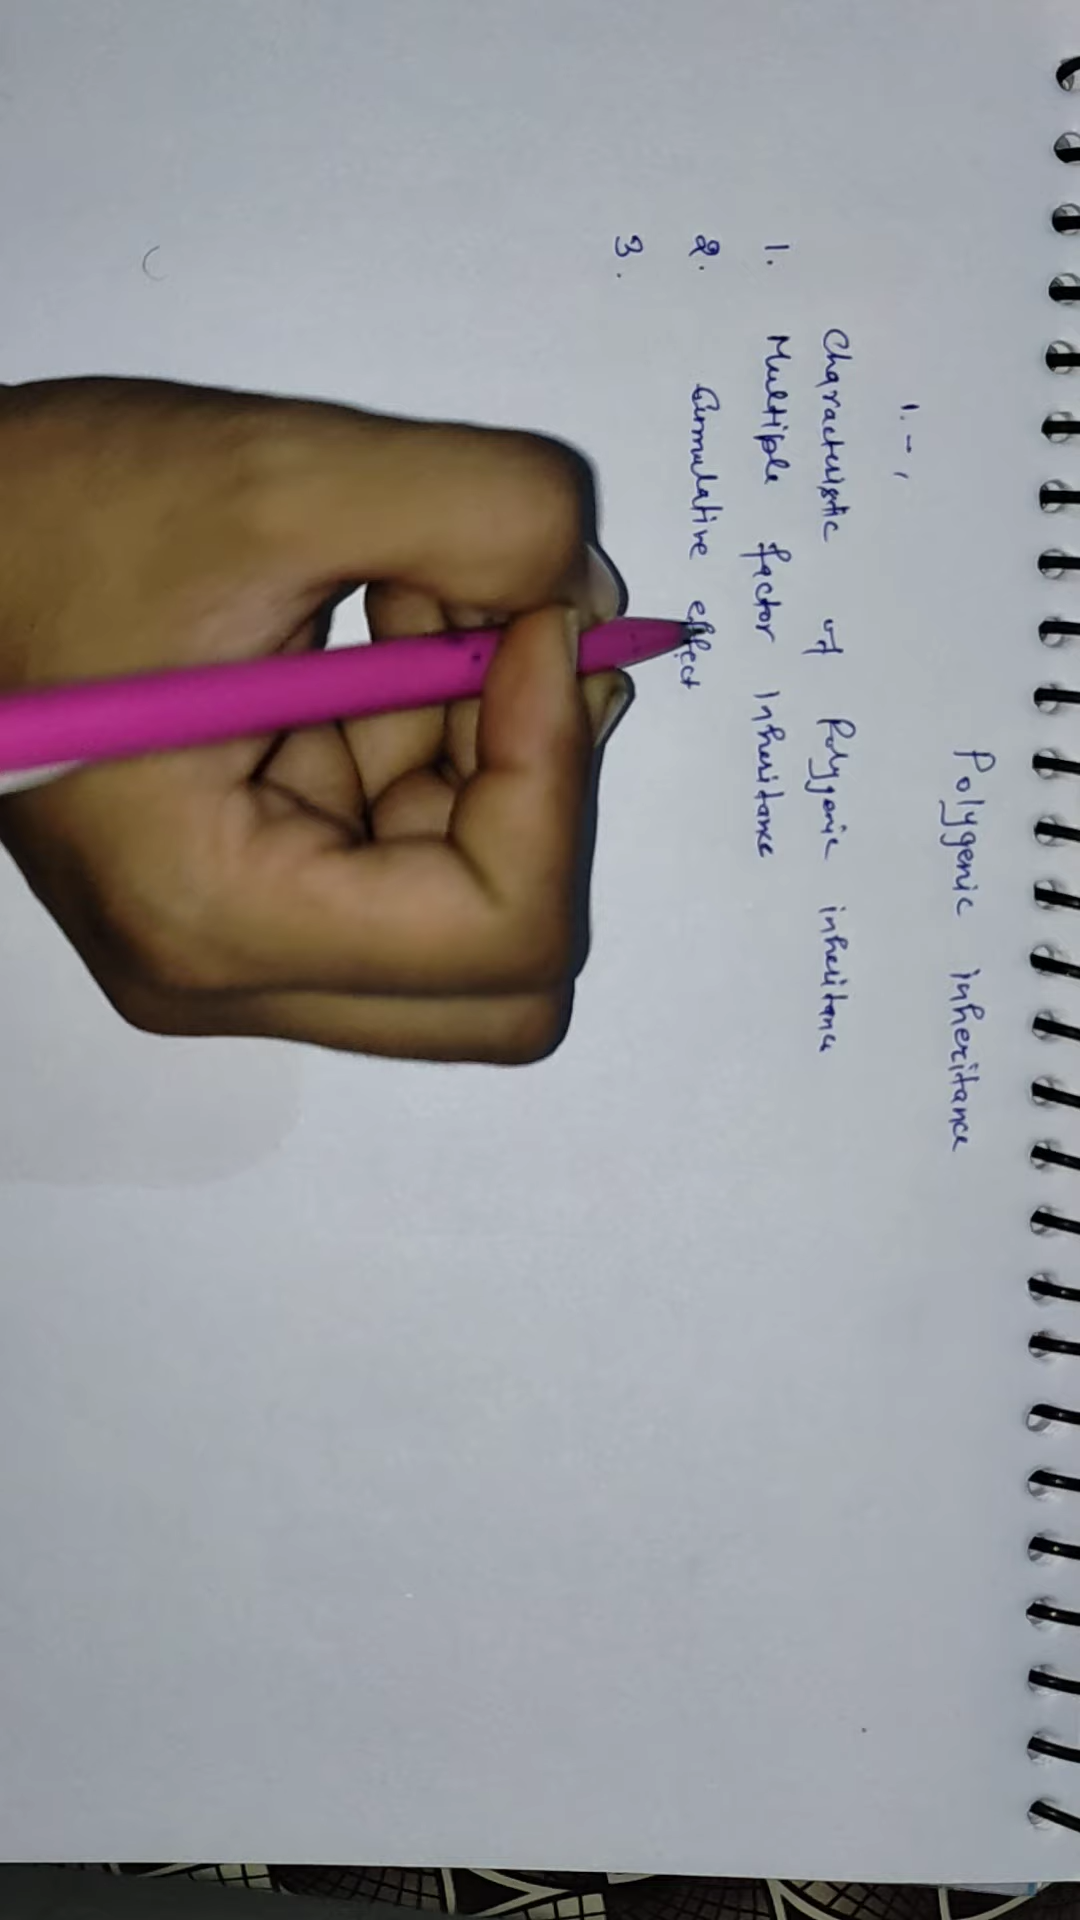 Polygenic inheritance
1. - ,
Characteristic of Polygenic inheritance
1. Multiple factor Inheritance
2. Cumulative effect
3.